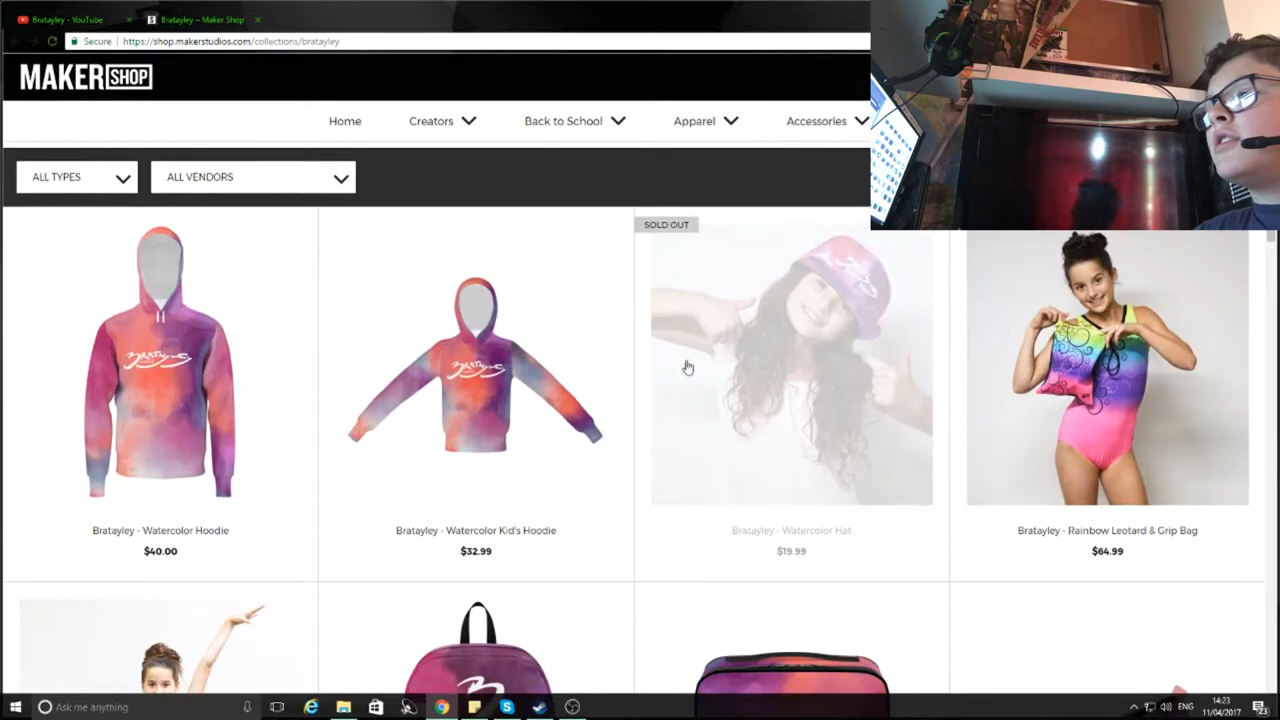 Bratayley - YouTube
Bratayley – Maker Shop
Secure
https://shop.makerstudios.com/collections/bratayley
MAKER SHOP
Home
Creators
Back to School
Apparel
Accessories
ALL TYPES
ALL VENDORS
SOLD OUT
BRATAYLEY
BRATAYLEY
Bratayley - Watercolor Hoodie
$40.00
Bratayley - Watercolor Kid's Hoodie
$32.99
Bratayley - Watercolor Hat
$19.99
Bratayley - Rainbow Leotard & Grip Bag
$64.99
Ask me anything
ENG
14:23
11/04/2017
23